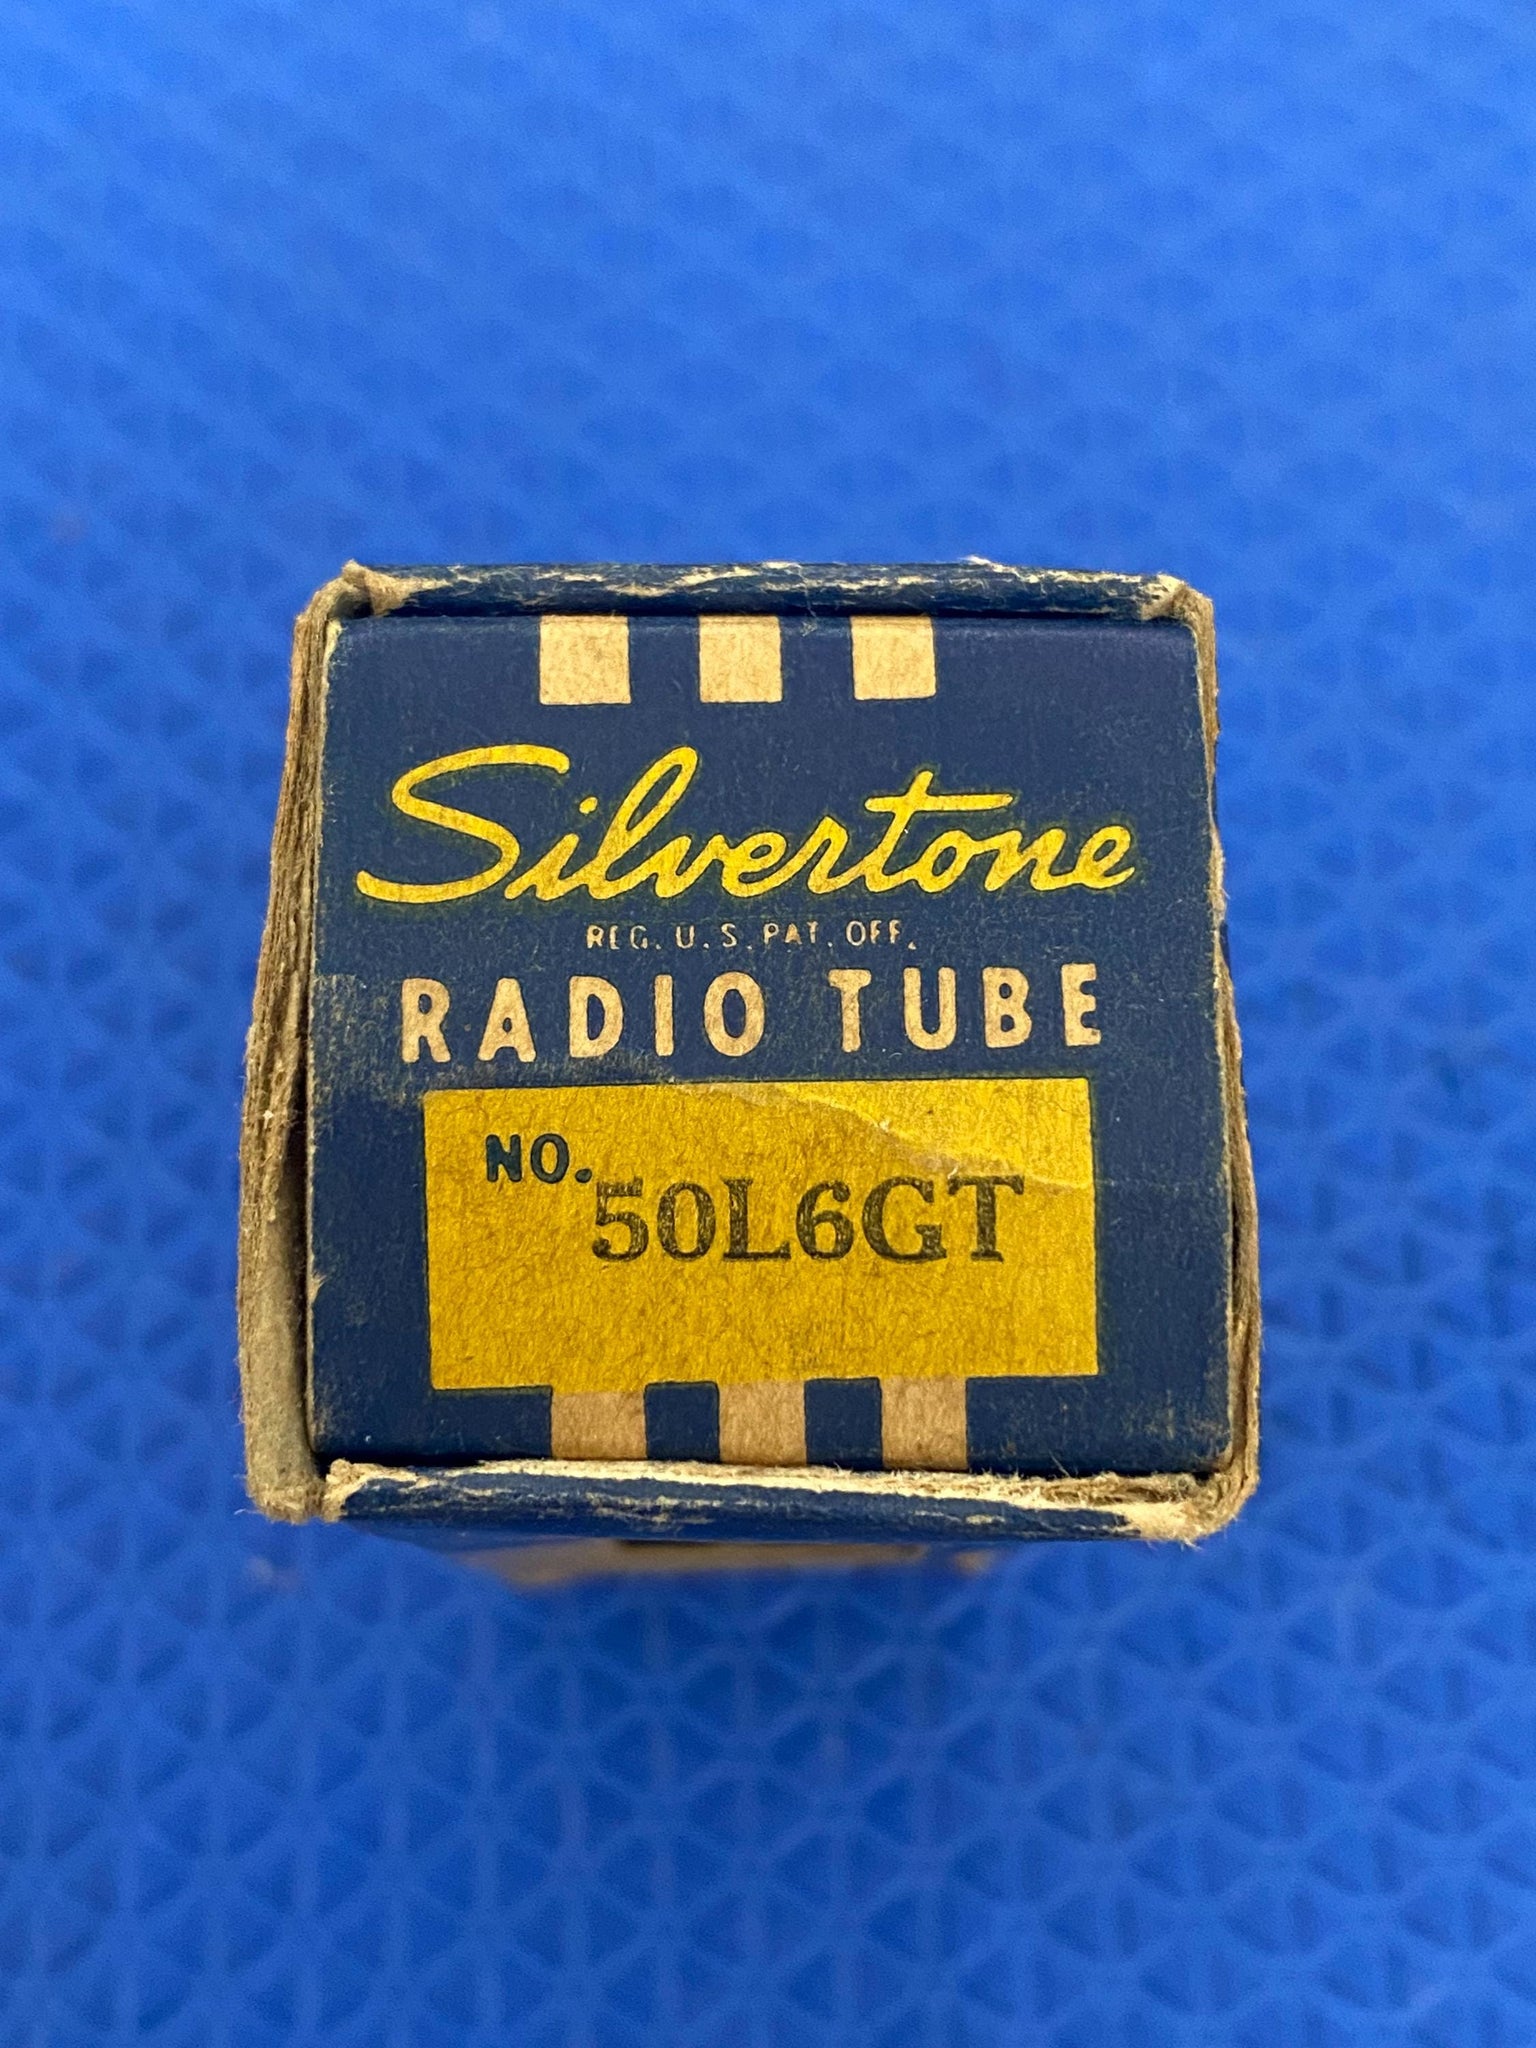 Silvertone
REG. U.S. PAT. OFF.
RADIO TUBE
NO. 50L6GT